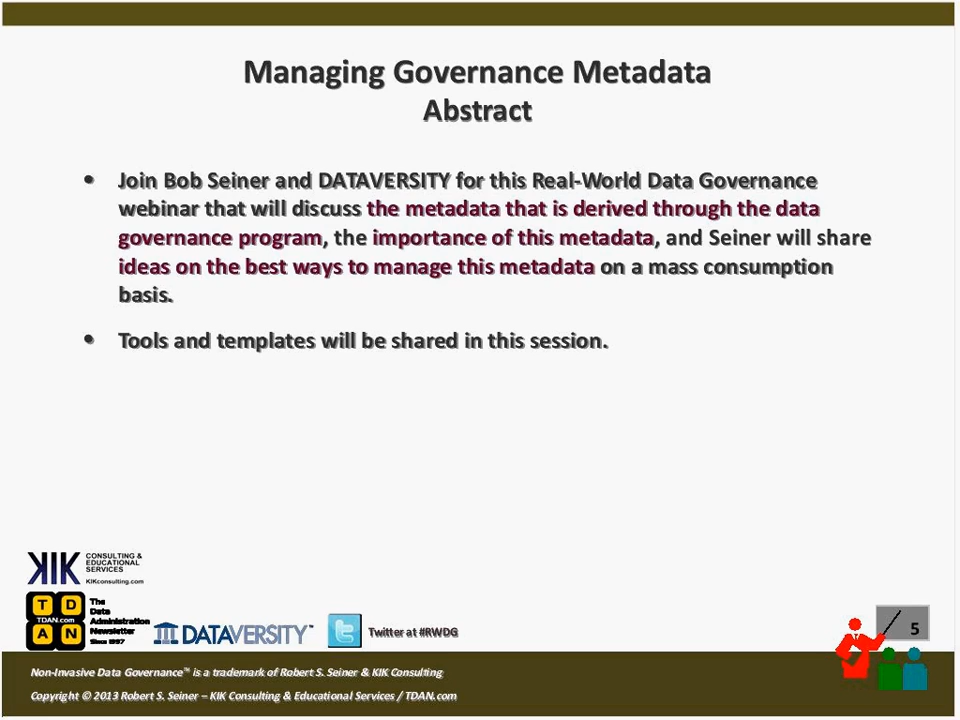 Managing Governance Metadata
Abstract
• Join Bob Seiner and DATAVERSITY for this Real-World Data Governance
webinar that will discuss the metadata that is derived through the data
governance program, the importance of this metadata, and Seiner will share
ideas on the best ways to manage this metadata on a mass consumption
basis.
• Tools and templates will be shared in this session.
KIK
CONSULTING &
EDUCATIONAL
SERVICES
KIKconsulting.com
T D
TDAN.com
A N
The
Data
Administration
Newsletter
Since 1997
DATAVERSITY™
Twitter at #RWDG
5
Non-Invasive Data Governance™ is a trademark of Robert S. Seiner & KIK Consulting
Copyright © 2013 Robert S. Seiner – KIK Consulting & Educational Services / TDAN.com